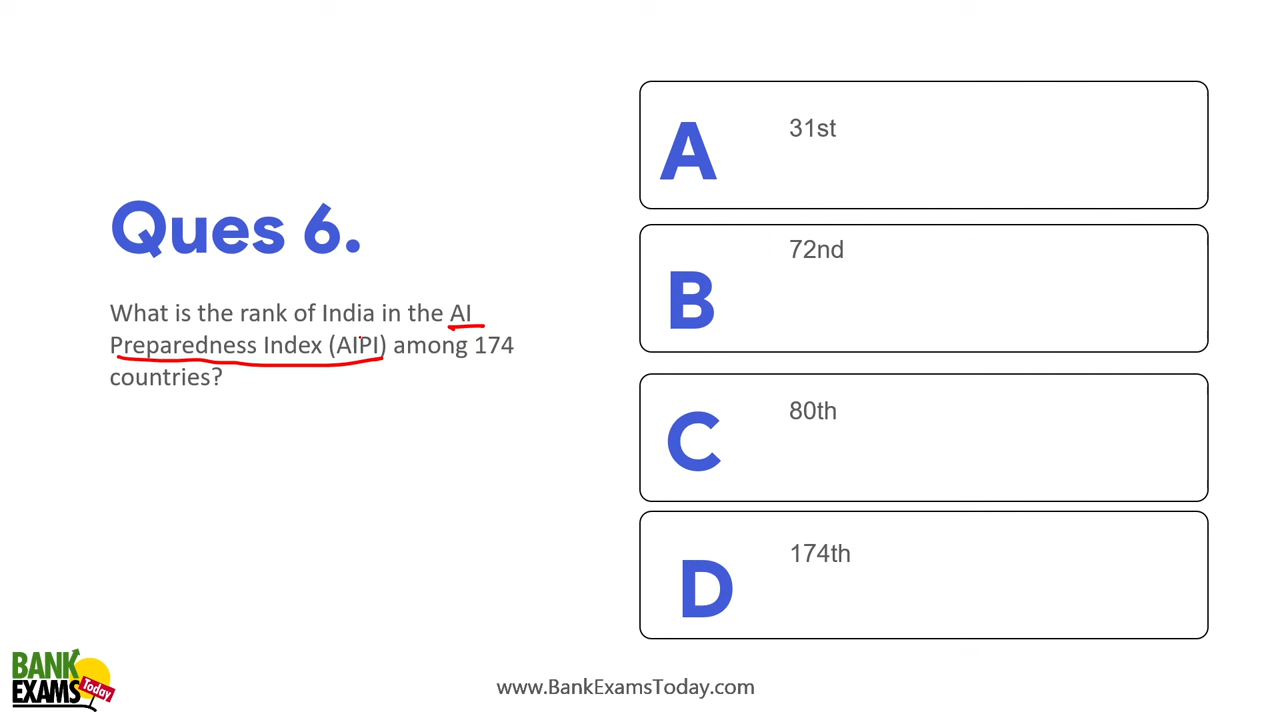 Ques 6.
What is the rank of India in the AI
Preparedness Index (AIPI) among 174
countries?
A
31st
B
72nd
C
80th
D
174th
BANK
EXAMS
Today
www.BankExamsToday.com